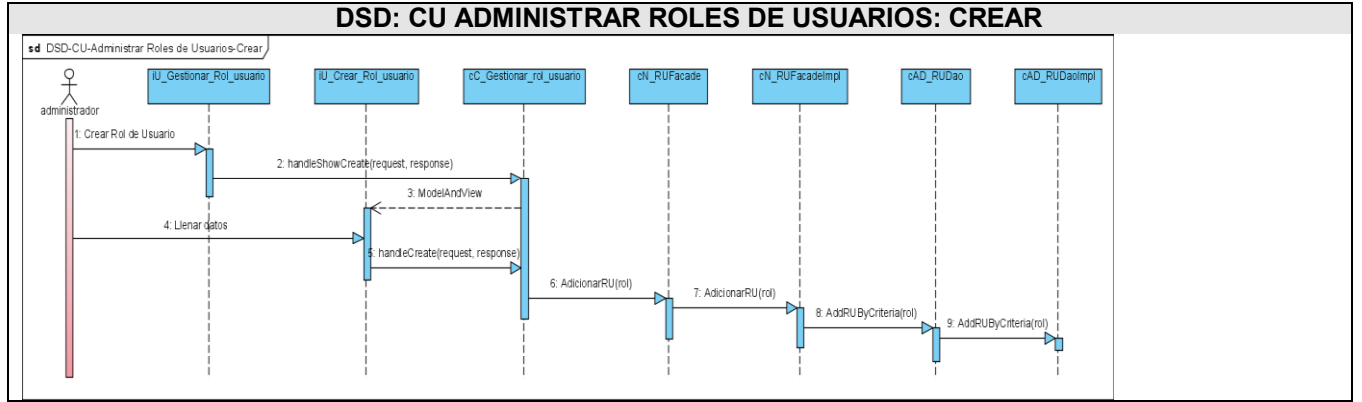 DSD: CU ADMINISTRAR ROLES DE USUARIOS: CREAR
sd DSD-CU-Administrar Roles de Usuarios-Crear
iU_Gestionar_Rol_usuario
iU_Crear_Rol_usuario
cC_Gestionar_rol_usuario
cN_RUFacade
cN_RUFacadeImpl
cAD_RUDao
cAD_RUDaoImpl
administrador
1: Crear Rol de Usuario
2: handleShowCreate(request, response)
3: ModelAndView
4: Llenar datos
5: handleCreate(request, response)
6: AdicionarRU(rol)
7: AdicionarRU(rol)
8: AddRUByCriteria(rol)
9: AddRUByCriteria(rol)